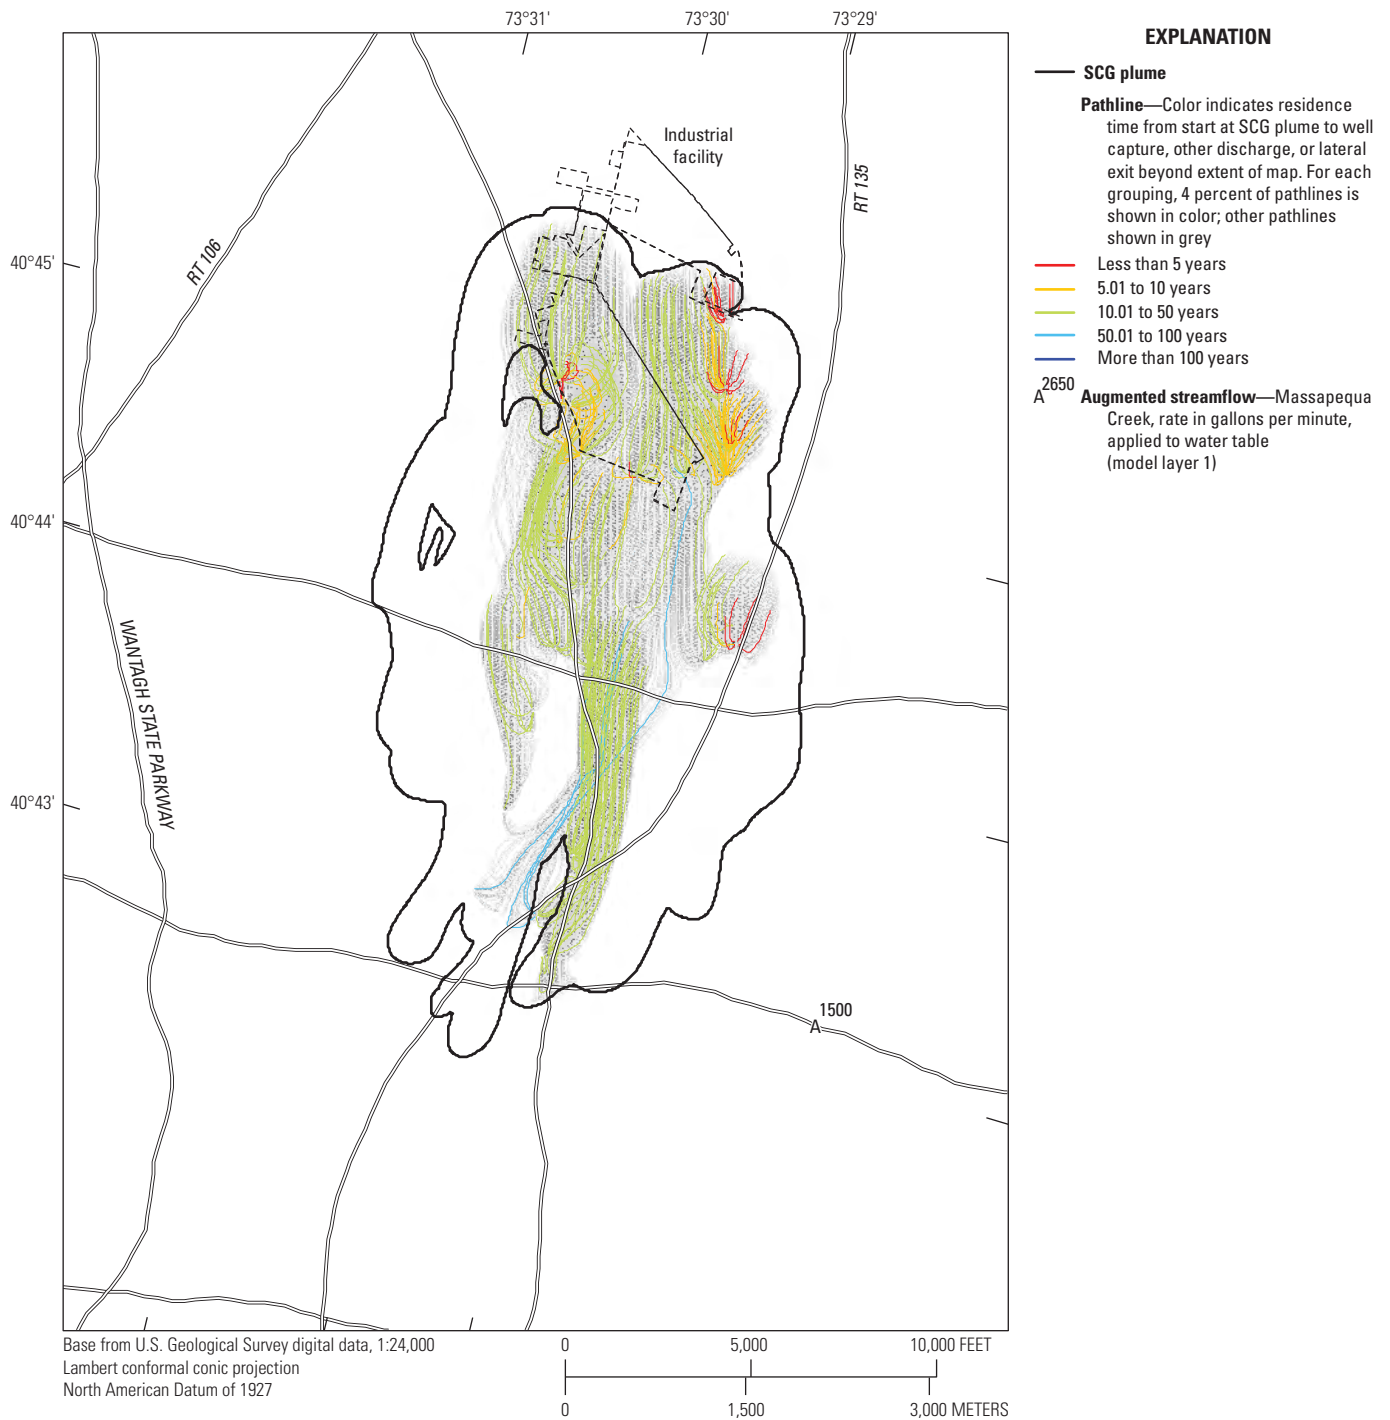 73°31'
73°30'
73°29'
EXPLANATION
SCG plume
Pathline—Color indicates residence
time from start at SCG plume to well
capture, other discharge, or lateral
exit beyond extent of map. For each
grouping, 4 percent of pathlines is
shown in color; other pathlines
shown in grey
Less than 5 years
5.01 to 10 years
10.01 to 50 years
50.01 to 100 years
More than 100 years
A2650
Augmented streamflow—Massapequa
Creek, rate in gallons per minute,
applied to water table
(model layer 1)
Industrial
facility
RT 135
RT 106
40°45'
40°44'
WANTAGH STATE PARKWAY
40°43'
A1500
Base from U.S. Geological Survey digital data, 1:24,000
Lambert conformal conic projection
North American Datum of 1927
0
5,000
10,000 FEET
0
1,500
3,000 METERS